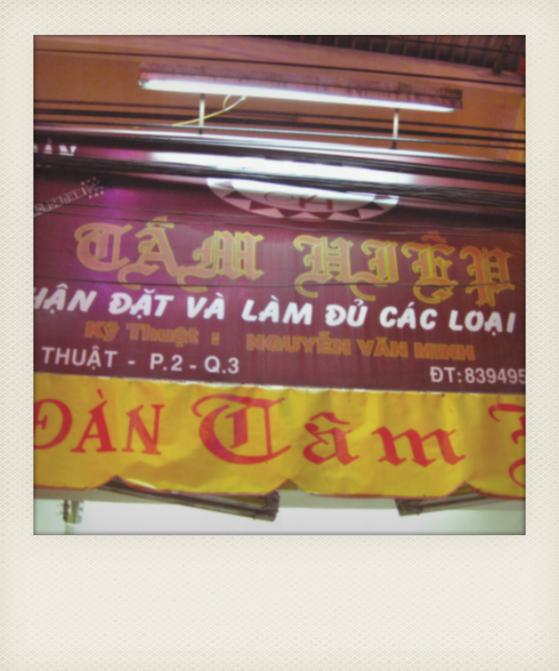 TÂM HIỆP
HẬN ĐẶT VÀ LÀM ĐỦ CÁC LOẠI
Kỹ Thuật : NGUYỄN VĂN MINH
THUẬT - P.2 - Q.3
ĐT:839495
ĐÀN Tâm